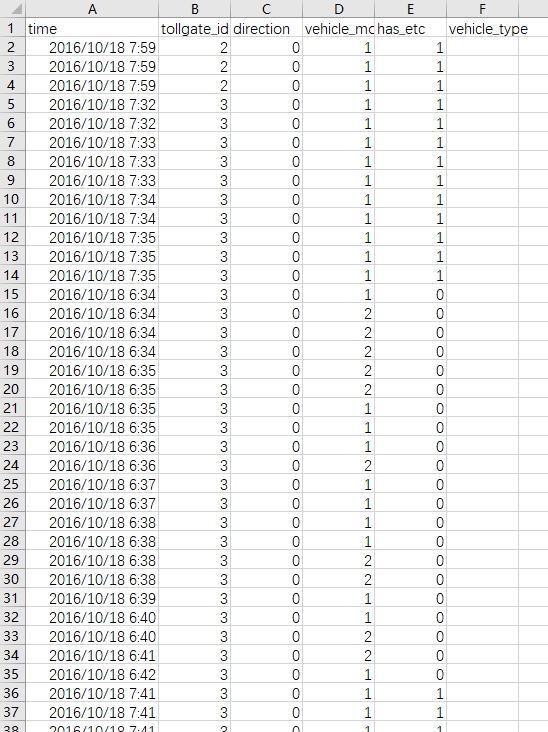 A B C D E F
1 time tollgate_id direction vehicle_mc has_etc vehicle_type
2 2016/10/18 7:59 2 0 1 1
3 2016/10/18 7:59 2 0 1 1
4 2016/10/18 7:59 2 0 1 1
5 2016/10/18 7:32 3 0 1 1
6 2016/10/18 7:32 3 0 1 1
7 2016/10/18 7:33 3 0 1 1
8 2016/10/18 7:33 3 0 1 1
9 2016/10/18 7:33 3 0 1 1
10 2016/10/18 7:34 3 0 1 1
11 2016/10/18 7:34 3 0 1 1
12 2016/10/18 7:35 3 0 1 1
13 2016/10/18 7:35 3 0 1 1
14 2016/10/18 7:35 3 0 1 1
15 2016/10/18 6:34 3 0 1 0
16 2016/10/18 6:34 3 0 2 0
17 2016/10/18 6:34 3 0 2 0
18 2016/10/18 6:34 3 0 2 0
19 2016/10/18 6:35 3 0 2 0
20 2016/10/18 6:35 3 0 2 0
21 2016/10/18 6:35 3 0 1 0
22 2016/10/18 6:35 3 0 1 0
23 2016/10/18 6:36 3 0 1 0
24 2016/10/18 6:36 3 0 2 0
25 2016/10/18 6:37 3 0 1 0
26 2016/10/18 6:37 3 0 1 0
27 2016/10/18 6:38 3 0 1 0
28 2016/10/18 6:38 3 0 1 0
29 2016/10/18 6:38 3 0 2 0
30 2016/10/18 6:38 3 0 2 0
31 2016/10/18 6:39 3 0 1 0
32 2016/10/18 6:40 3 0 1 0
33 2016/10/18 6:40 3 0 2 0
34 2016/10/18 6:41 3 0 2 0
35 2016/10/18 6:42 3 0 1 0
36 2016/10/18 7:41 3 0 1 1
37 2016/10/18 7:41 3 0 1 1
38 2016/10/18 7:41 3 0 1 1